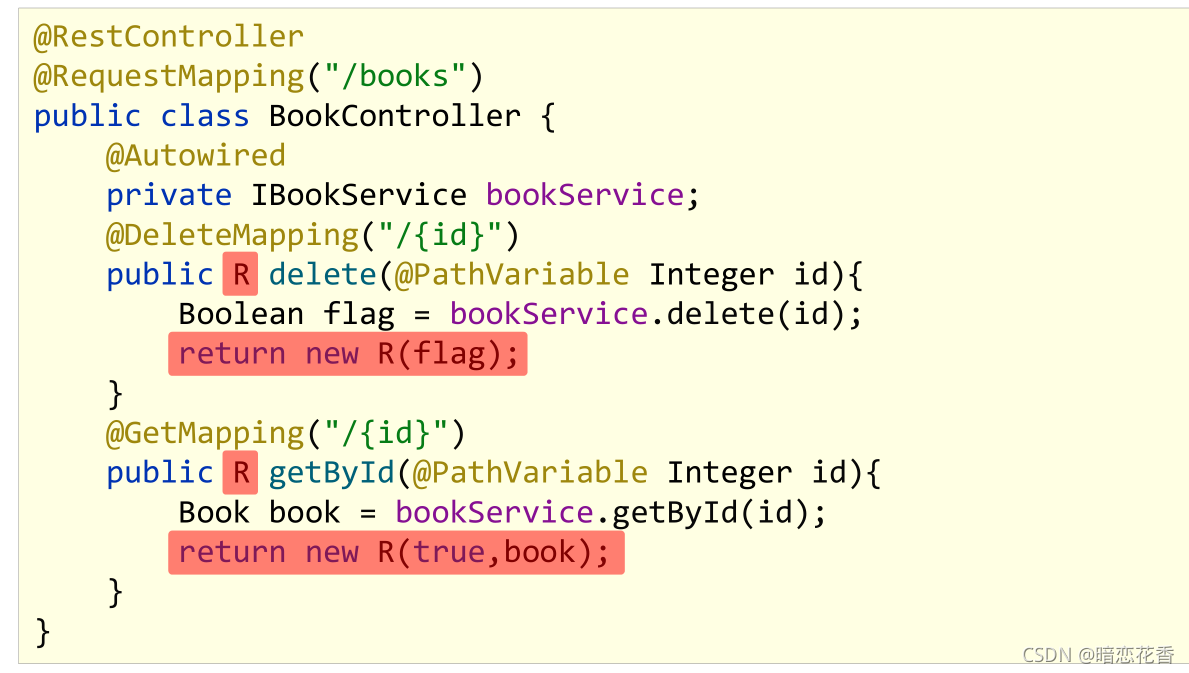 @RestController
@RequestMapping("/books")
public class BookController {
    @Autowired
    private IBookService bookService;
    @DeleteMapping("/{id}")
    public R delete(@PathVariable Integer id){
        Boolean flag = bookService.delete(id);
        return new R(flag);
    }
    @GetMapping("/{id}")
    public R getById(@PathVariable Integer id){
        Book book = bookService.getById(id);
        return new R(true,book);
    }
}
CSDN @暗恋花香